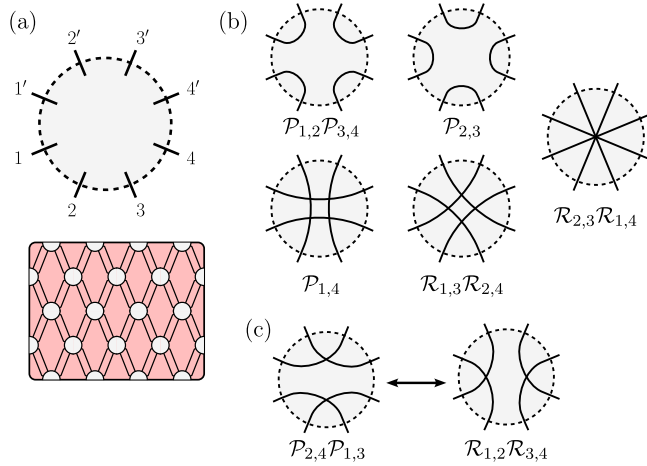 (a)
2′ 3′
1′ 4′
1 4
2 3
(b)
𝒫₁,₂𝒫₃,₄ 𝒫₂,₃
ℛ₂,₃ℛ₁,₄
𝒫₁,₄ ℛ₁,₃ℛ₂,₄
(c)
𝒫₂,₄𝒫₁,₃ ℛ₁,₂ℛ₃,₄